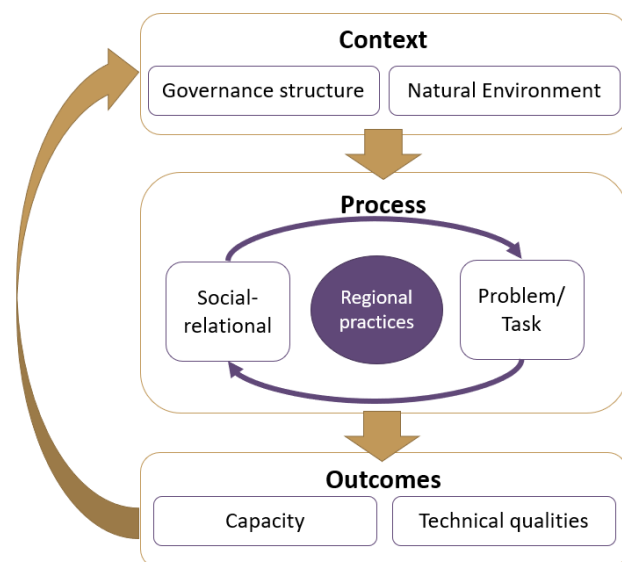 Context
Governance structure
Natural Environment
Process
Social-
relational
Regional
practices
Problem/
Task
Outcomes
Capacity
Technical qualities